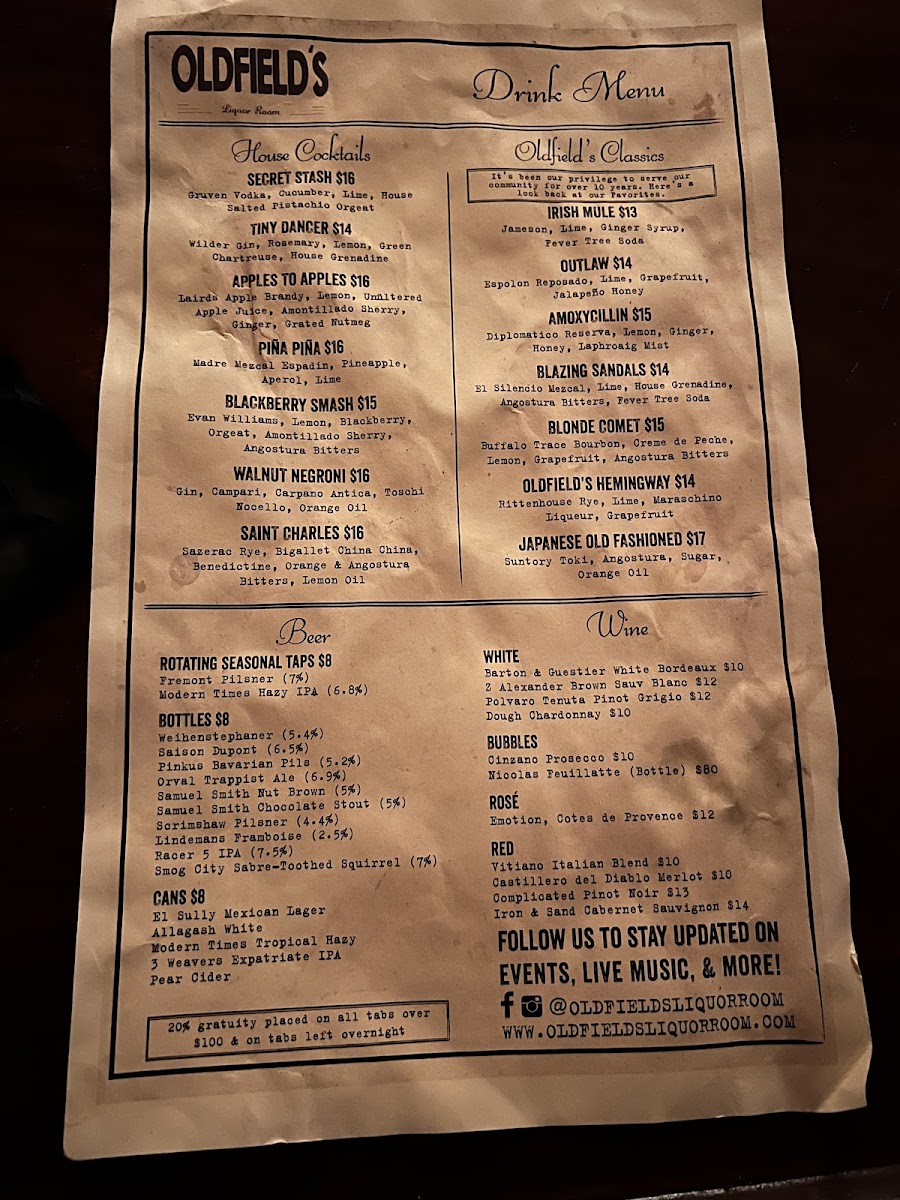 OLDFIELD'S
Liquor Room
Drink Menu
House Cocktails
SECRET STASH $16
Gruven Vodka, Cucumber, Lime, House
Salted Pistachio Orgeat
TINY DANCER $14
Wilder Gin, Rosemary, Lemon, Green
Chartreuse, House Grenadine
APPLES TO APPLES $16
Lairds Apple Brandy, Lemon, Unfiltered
Apple Juice, Amontillado Sherry,
Ginger, Grated Nutmeg
PIÑA PIÑA $16
Madre Mezcal Espadin, Pineapple,
Aperol, Lime
BLACKBERRY SMASH $15
Evan Williams, Lemon, Blackberry,
Orgeat, Amontillado Sherry,
Angostura Bitters
WALNUT NEGRONI $16
Gin, Campari, Carpano Antica, Toschi
Nocello, Orange Oil
SAINT CHARLES $16
Sazerac Rye, Bigallet China China,
Benedictine, Orange & Angostura
Bitters, Lemon Oil
Oldfield's Classics
It's been our privilege to serve our
community for over 10 years. Here's a
look back at our Favorites.
IRISH MULE $13
Jameson, Lime, Ginger Syrup,
Fever Tree Soda
OUTLAW $14
Espolon Reposado, Lime, Grapefruit,
Jalapeño Honey
AMOXYCILLIN $15
Diplomatico Reserva, Lemon, Ginger,
Honey, Laphroaig Mist
BLAZING SANDALS $14
El Silencio Mezcal, Lime, House Grenadine,
Angostura Bitters, Fever Tree Soda
BLONDE COMET $15
Buffalo Trace Bourbon, Creme de Peche,
Lemon, Grapefruit, Angostura Bitters
OLDFIELD'S HEMINGWAY $14
Rittenhouse Rye, Lime, Maraschino
Liqueur, Grapefruit
JAPANESE OLD FASHIONED $17
Suntory Toki, Angostura, Sugar,
Orange Oil
Beer
ROTATING SEASONAL TAPS $8
Fremont Pilsner (7%)
Modern Times Hazy IPA (6.8%)
BOTTLES $8
Weihenstephaner (5.4%)
Saison Dupont (6.5%)
Pinkus Bavarian Pils (5.2%)
Orval Trappist Ale (6.9%)
Samuel Smith Nut Brown (5%)
Samuel Smith Chocolate Stout (5%)
Scrimshaw Pilsner (4.4%)
Lindemans Framboise (2.5%)
Racer 5 IPA (7.5%)
Smog City Sabre-Toothed Squirrel (7%)
CANS $8
El Sully Mexican Lager
Allagash White
Modern Times Tropical Hazy
3 Weavers Expatriate IPA
Pear Cider
20% gratuity placed on all tabs over
$100 & on tabs left overnight
Wine
WHITE
Barton & Guestier White Bordeaux $10
Z Alexander Brown Sauv Blanc $12
Polvaro Tenuta Pinot Grigio $12
Dough Chardonnay $10
BUBBLES
Cinzano Prosecco $10
Nicolas Feuillatte (Bottle) $80
ROSÉ
Emotion, Cotes de Provence $12
RED
Vitiano Italian Blend $10
Castillero del Diablo Merlot $10
Complicated Pinot Noir $13
Iron & Sand Cabernet Sauvignon $14
FOLLOW US TO STAY UPDATED ON
EVENTS, LIVE MUSIC, & MORE!
@OLDFIELDSLIQUORROOM
WWW.OLDFIELDSLIQUORROOM.COM